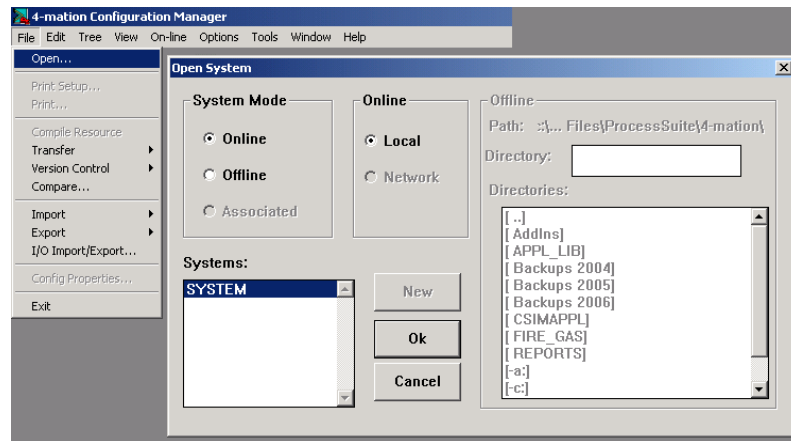 4-mation Configuration Manager
File Edit Tree View On-line Options Tools Window Help
Open...
Print Setup...
Print...
Compile Resource
Transfer
Version Control
Compare...
Import
Export
I/O Import/Export...
Config Properties...
Exit
Open System
System Mode
Online
Offline
Associated
Online
Local
Network
Systems:
SYSTEM
New
Ok
Cancel
Offline
Path: ::\... Files\ProcessSuite\4-mation\
Directory:
Directories:
[ ..]
[ AddIns]
[ APPL_LIB]
[ Backups 2004]
[ Backups 2005]
[ Backups 2006]
[ CSIMAPPL]
[ FIRE_GAS]
[ REPORTS]
[-a:]
[-c:]